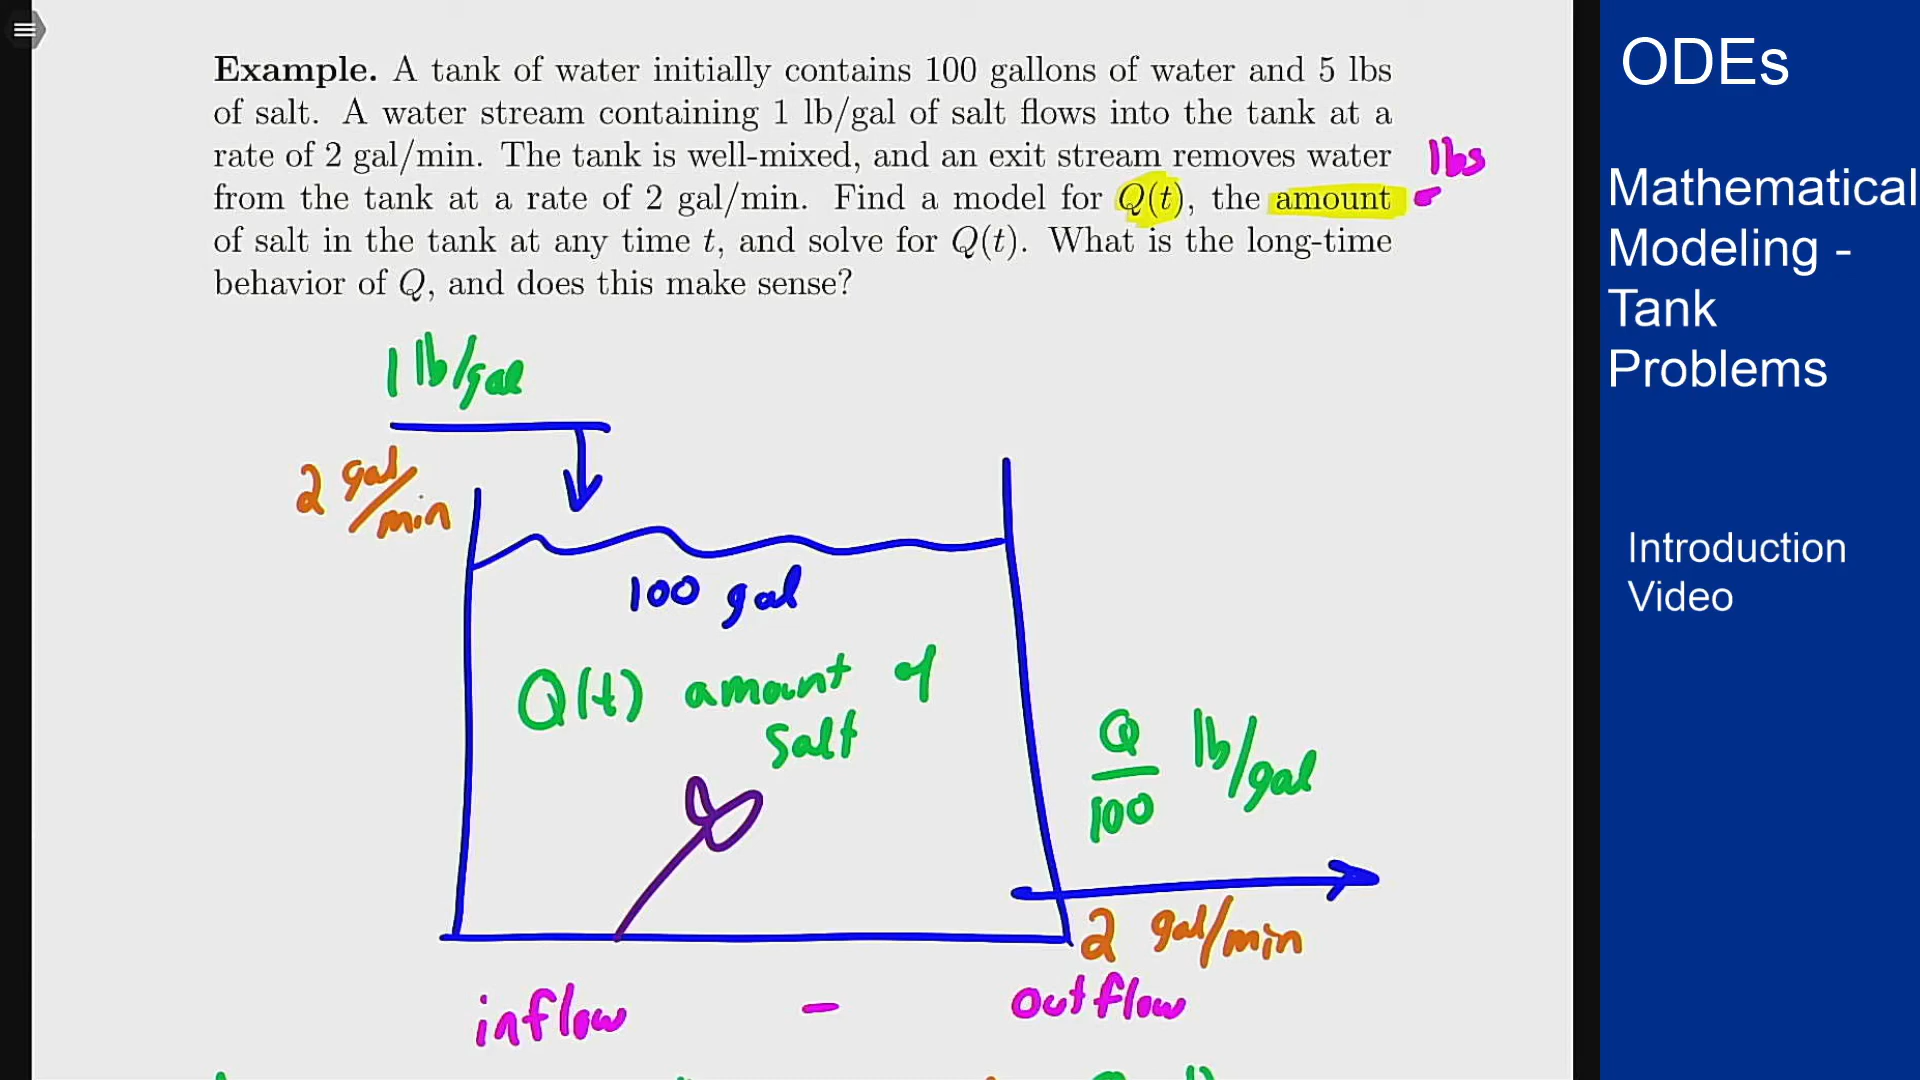 Example. A tank of water initially contains 100 gallons of water and 5 lbs
of salt. A water stream containing 1 lb/gal of salt flows into the tank at a
rate of 2 gal/min. The tank is well-mixed, and an exit stream removes water
from the tank at a rate of 2 gal/min. Find a model for Q(t), the amount
of salt in the tank at any time t, and solve for Q(t). What is the long-time
behavior of Q, and does this make sense?
lbs
1 lb/gal
2 gal/min
100 gal
Q(t) amount of
salt
Q/100 lb/gal
2 gal/min
inflow - outflow
ODEs
Mathematical
Modeling -
Tank
Problems
Introduction
Video